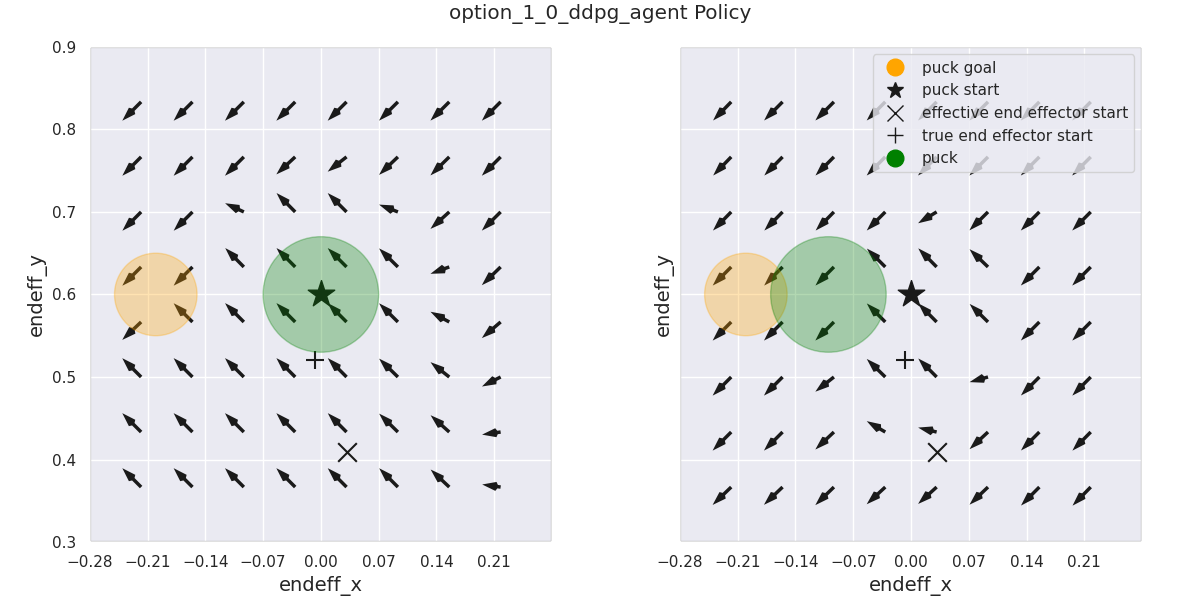 option_1_0_ddpg_agent Policy
0.9
0.8
0.7
0.6
0.5
0.4
0.3
endeff_y
−0.28 −0.21 −0.14 −0.07 0.00 0.07 0.14 0.21
endeff_x
endeff_y
puck goal
puck start
effective end effector start
true end effector start
puck
−0.28 −0.21 −0.14 −0.07 0.00 0.07 0.14 0.21
endeff_x